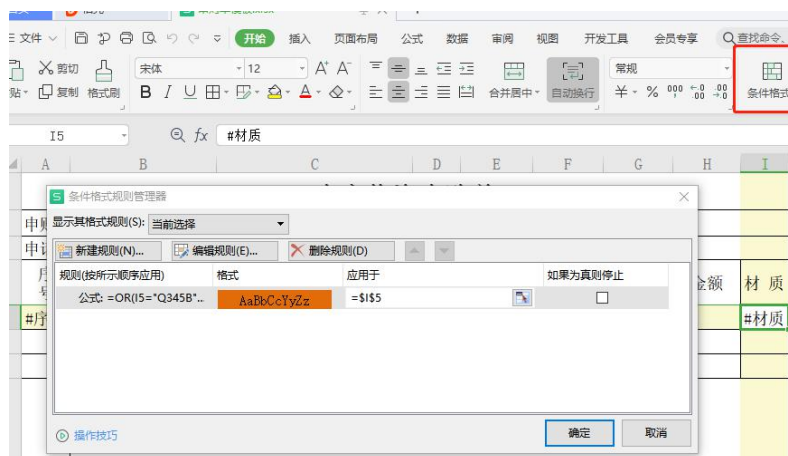 文件
开始 插入 页面布局 公式 数据 审阅 视图 开发工具 会员专享 查找命令、
剪切 宋体 12 A⁺ A⁻ 常规
贴 复制 格式刷 B I U A 合并居中 自动换行 ¥ % 000 条件格式
I5 fx #材质
A B C D E F G H I
条件格式规则管理器
显示其格式规则(S): 当前选择
新建规则(N)... 编辑规则(E)... 删除规则(D)
规则(按所示顺序应用) 格式 应用于 如果为真则停止
公式: =OR(I5="Q345B"... AaBbCcYyZz =$I$5
操作技巧 确定 取消
申
申
号
金额 材 质
#序 #材质